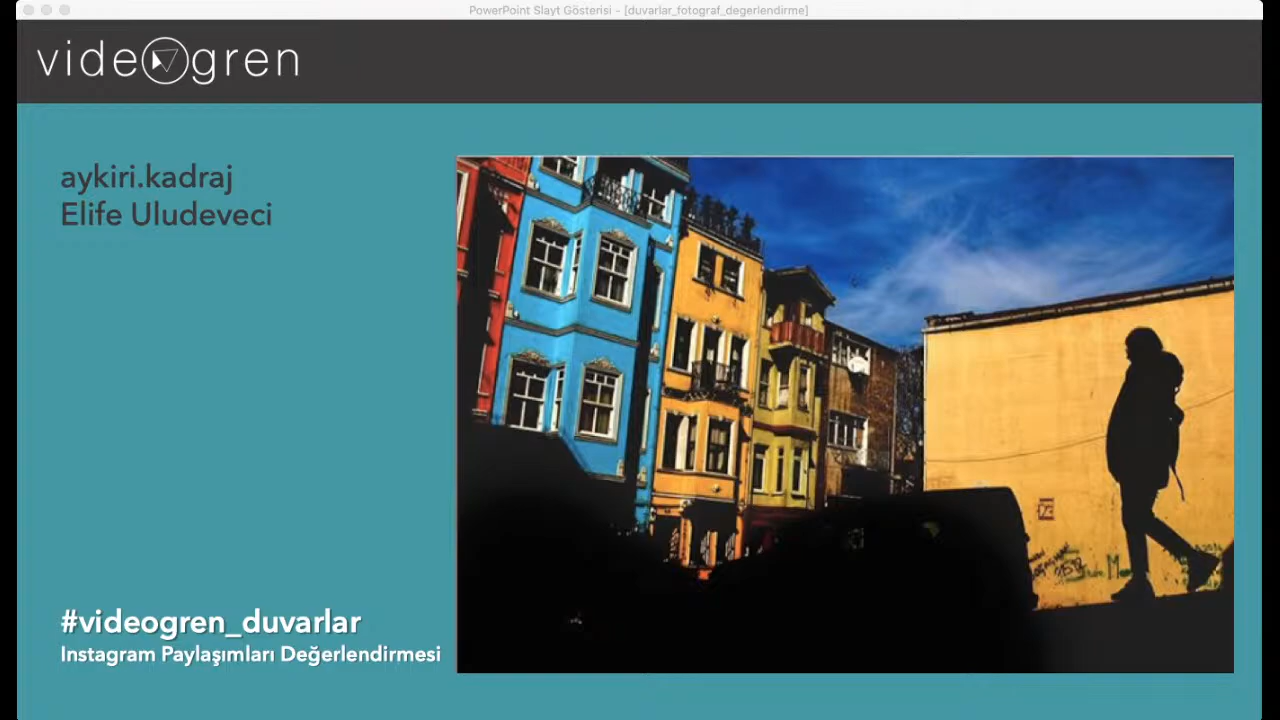 PowerPoint Slayt Gösterisi - [duvarlar_fotograf_degerlendirme]
videogren
aykiri.kadraj
Elife Uludeveci
#videogren_duvarlar
Instagram Paylaşımları Değerlendirmesi